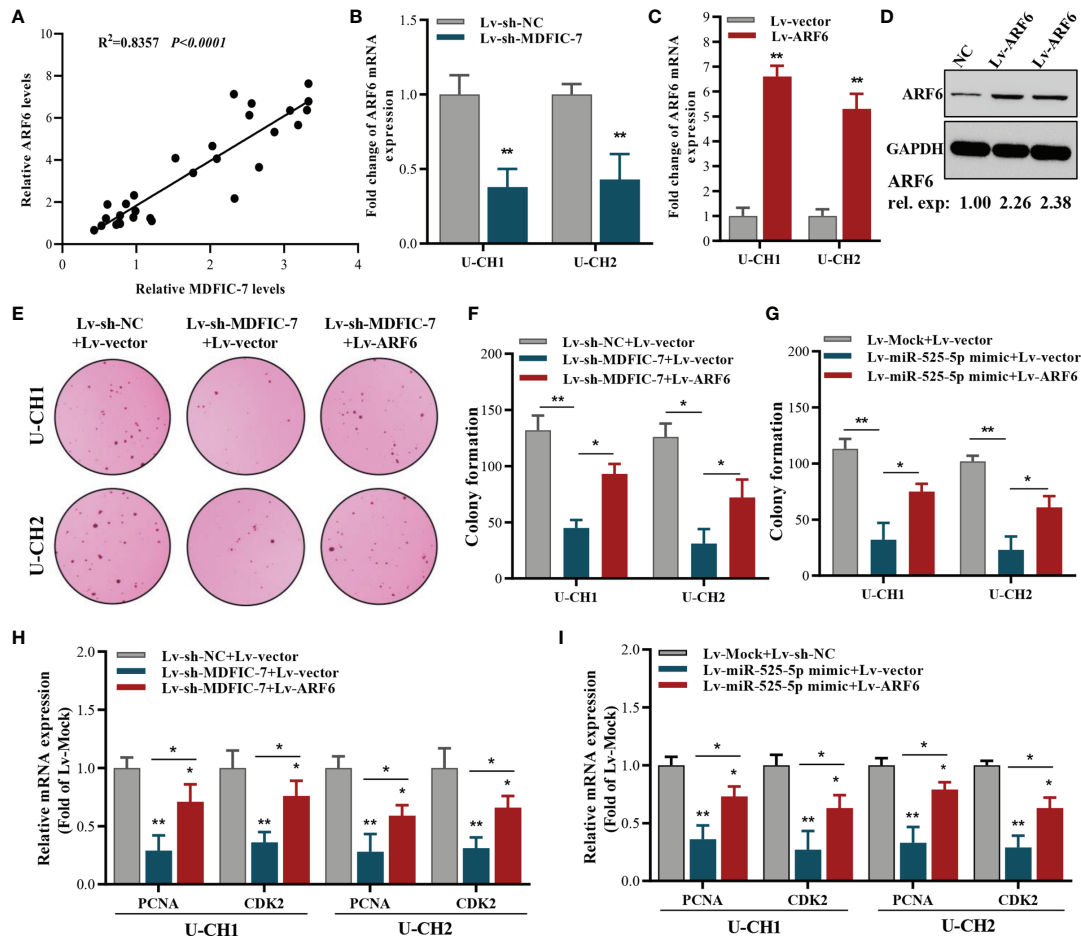 A
R²=0.8357 P<0.0001
Relative ARF6 levels
10
8
6
4
2
0
0 1 2 3 4
Relative MDFIC-7 levels
B
Lv-sh-NC
Lv-sh-MDFIC-7
Fold change of ARF6 mRNA
expression
1.5
1.0
0.5
0.0
**
**
U-CH1 U-CH2
C
Lv-vector
Lv-ARF6
Fold change of ARF6 mRNA
expression
9
8
7
6
5
4
3
2
1
0
**
**
U-CH1 U-CH2
D
NC Lv-ARF6 Lv-ARF6
ARF6
GAPDH
ARF6
rel. exp: 1.00 2.26 2.38
E
Lv-sh-NC Lv-sh-MDFIC-7 Lv-sh-MDFIC-7
+Lv-vector +Lv-vector +Lv-ARF6
U-CH1
U-CH2
F
Lv-sh-NC+Lv-vector
Lv-sh-MDFIC-7+Lv-vector
Lv-sh-MDFIC-7+Lv-ARF6
Colony formation
200
150
100
50
0
** *
* *
U-CH1 U-CH2
G
Lv-Mock+Lv-vector
Lv-miR-525-5p mimic+Lv-vector
Lv-miR-525-5p mimic+Lv-ARF6
Colony formation
200
150
100
50
0
** **
* *
U-CH1 U-CH2
H
Lv-sh-NC+Lv-vector
Lv-sh-MDFIC-7+Lv-vector
Lv-sh-MDFIC-7+Lv-ARF6
Relative mRNA expression
(Fold of Lv-Mock)
2.0
1.5
1.0
0.5
0.0
* * * *
* * * *
** ** ** **
PCNA CDK2 PCNA CDK2
U-CH1 U-CH2
I
Lv-Mock+Lv-sh-NC
Lv-miR-525-5p mimic+Lv-vector
Lv-miR-525-5p mimic+Lv-ARF6
Relative mRNA expression
(Fold of Lv-Mock)
2.0
1.5
1.0
0.5
0.0
* * * *
* * * *
** ** ** **
PCNA CDK2 PCNA CDK2
U-CH1 U-CH2